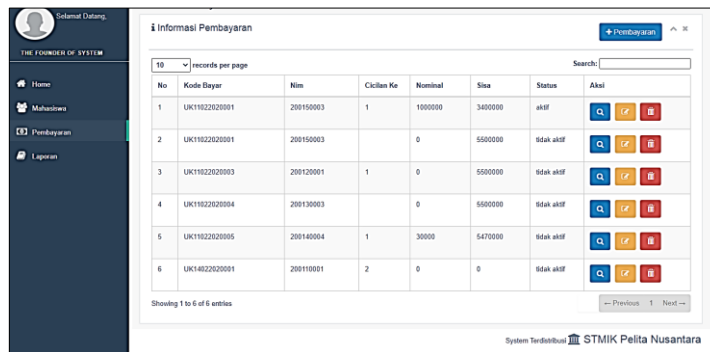 Selamat Datang,
THE FOUNDER OF SYSTEM
Home
Mahasiswa
Pembayaran
Laporan
Informasi Pembayaran
+ Pembayaran
10 records per page
Search:
No Kode Bayar Nim Cicilan Ke Nominal Sisa Status Aksi
1 UK11022020001 200150003 1 1000000 3400000 aktif
2 UK11022020001 200150003 0 5500000 tidak aktif
3 UK11022020003 200120001 1 0 5500000 tidak aktif
4 UK11022020004 200130003 0 5500000 tidak aktif
5 UK11022020005 200140004 1 30000 5470000 tidak aktif
6 UK14022020001 200110001 2 0 0 tidak aktif
Showing 1 to 6 of 6 entries
← Previous 1 Next →
System Terdistribusi STMIK Pelita Nusantara